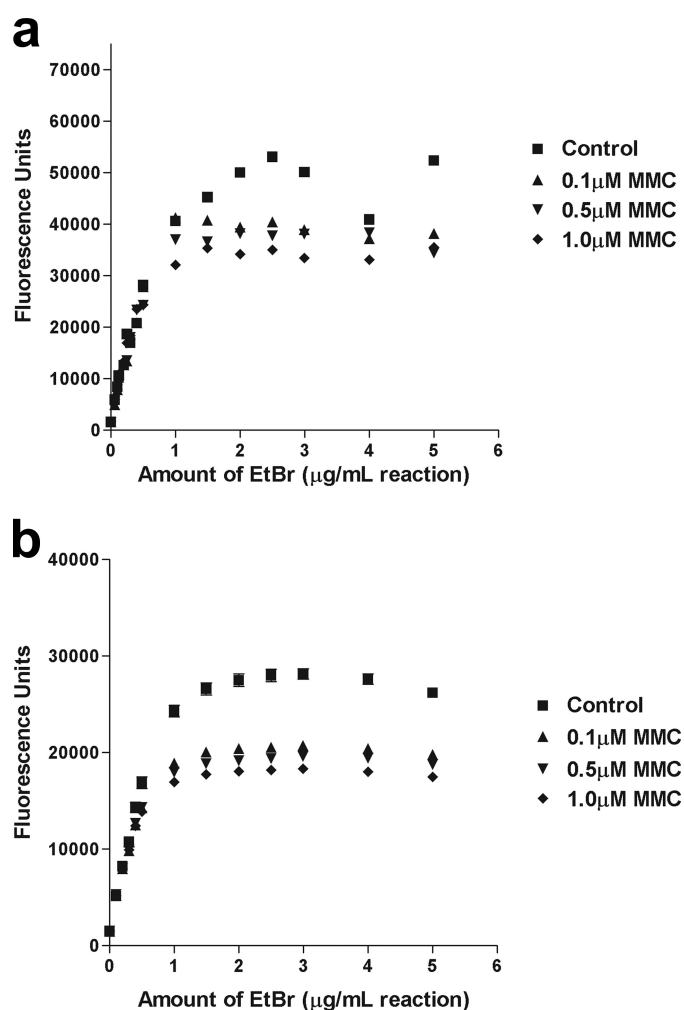 a
70000
60000
50000
40000
30000
20000
10000
0
Fluorescence Units
0 1 2 3 4 5 6
Amount of EtBr (μg/mL reaction)
Control
0.1μM MMC
0.5μM MMC
1.0μM MMC
b
40000
30000
20000
10000
0
Fluorescence Units
0 1 2 3 4 5 6
Amount of EtBr (μg/mL reaction)
Control
0.1μM MMC
0.5μM MMC
1.0μM MMC